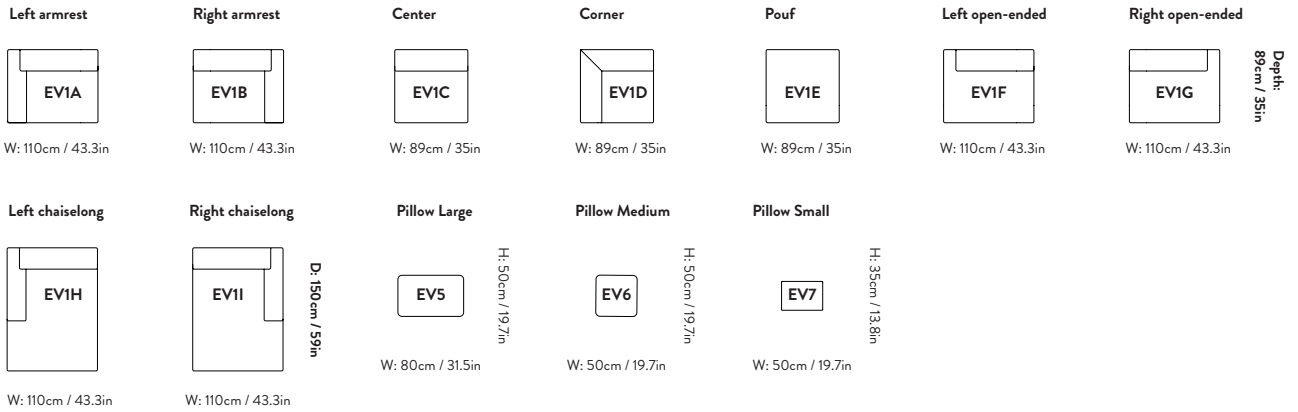 Left armrest
Right armrest
Center
Corner
Pouf
Left open-ended
Right open-ended
EV1A
EV1B
EV1C
EV1D
EV1E
EV1F
EV1G
Depth:
89cm / 35in
W: 110cm / 43.3in
W: 110cm / 43.3in
W: 89cm / 35in
W: 89cm / 35in
W: 89cm / 35in
W: 110cm / 43.3in
W: 110cm / 43.3in
Left chaiselong
Right chaiselong
Pillow Large
Pillow Medium
Pillow Small
EV1H
EV1I
D: 150cm / 59in
EV5
H: 50cm / 19.7in
EV6
H: 50cm / 19.7in
EV7
H: 35cm / 13.8in
W: 80cm / 31.5in
W: 50cm / 19.7in
W: 50cm / 19.7in
W: 110cm / 43.3in
W: 110cm / 43.3in